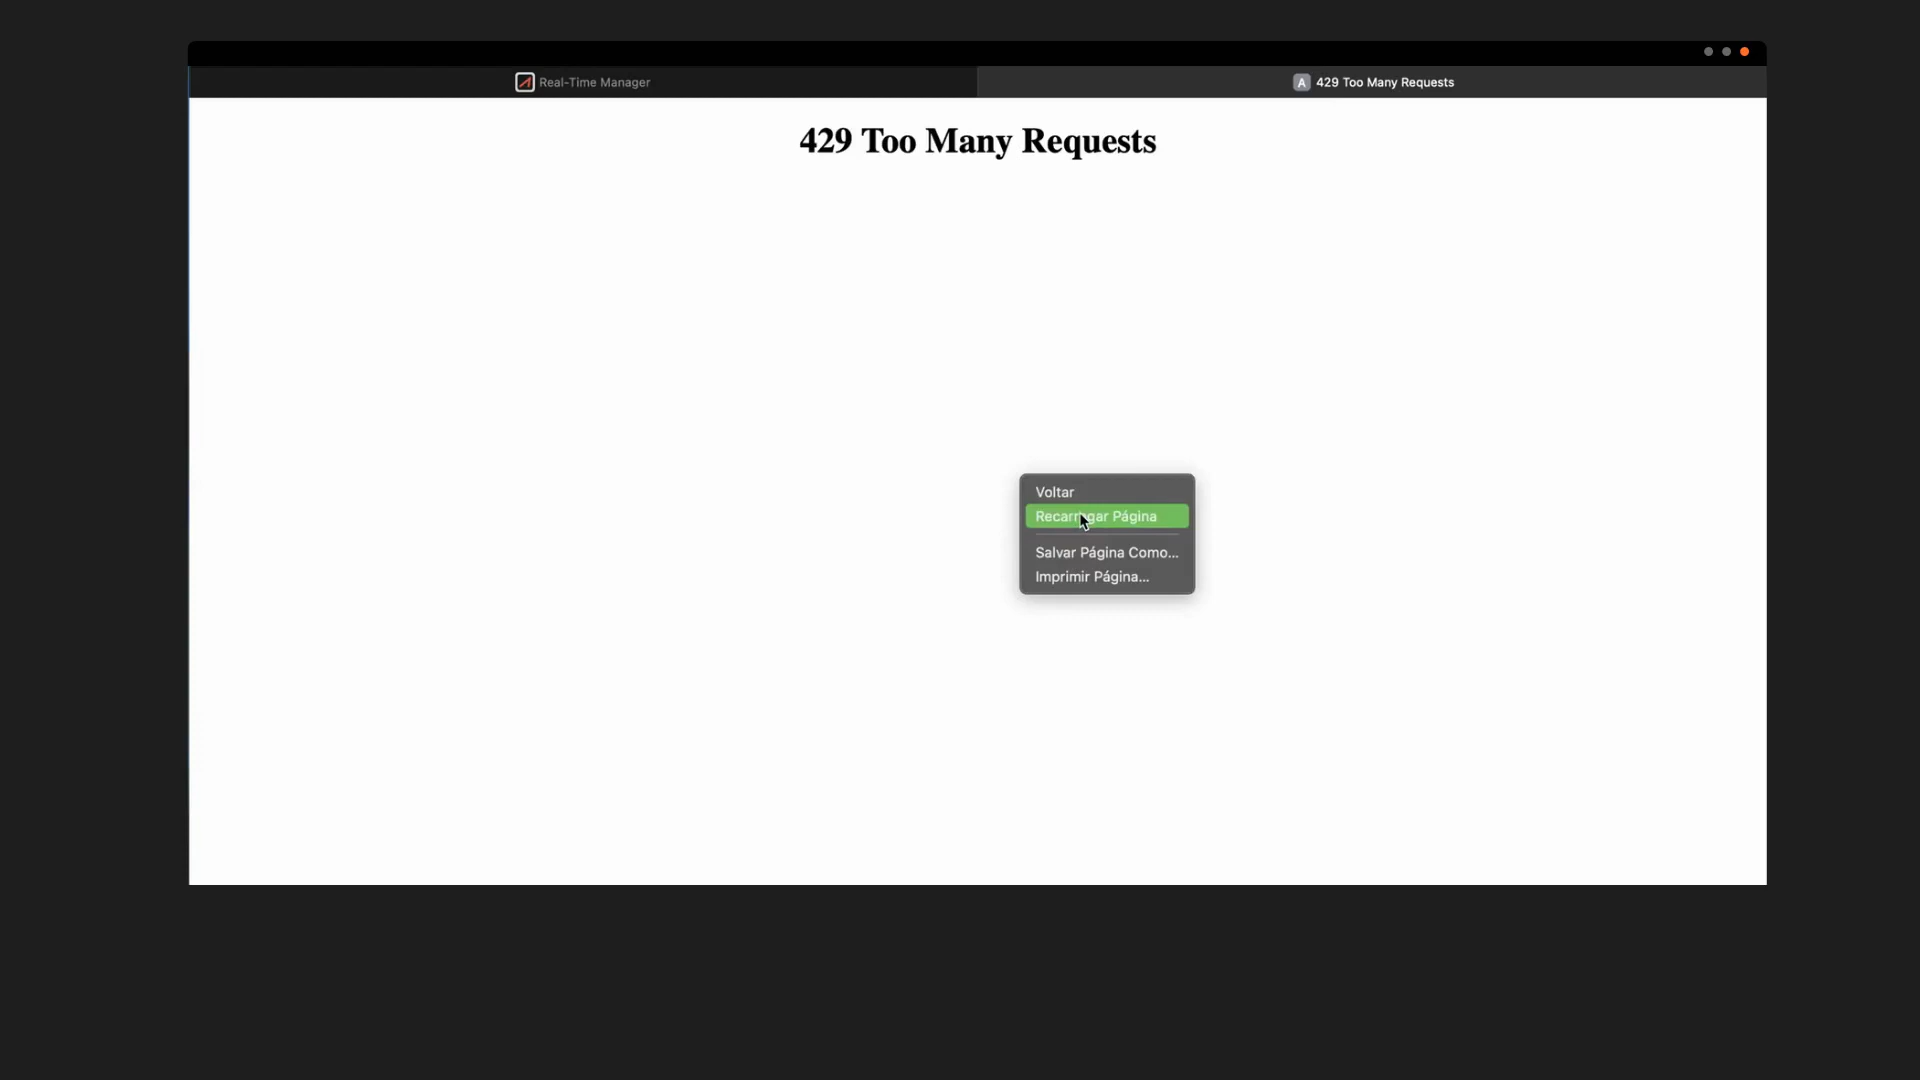 Real-Time Manager
A 429 Too Many Requests
429 Too Many Requests
Voltar
Recarregar Página
Salvar Página Como...
Imprimir Página...